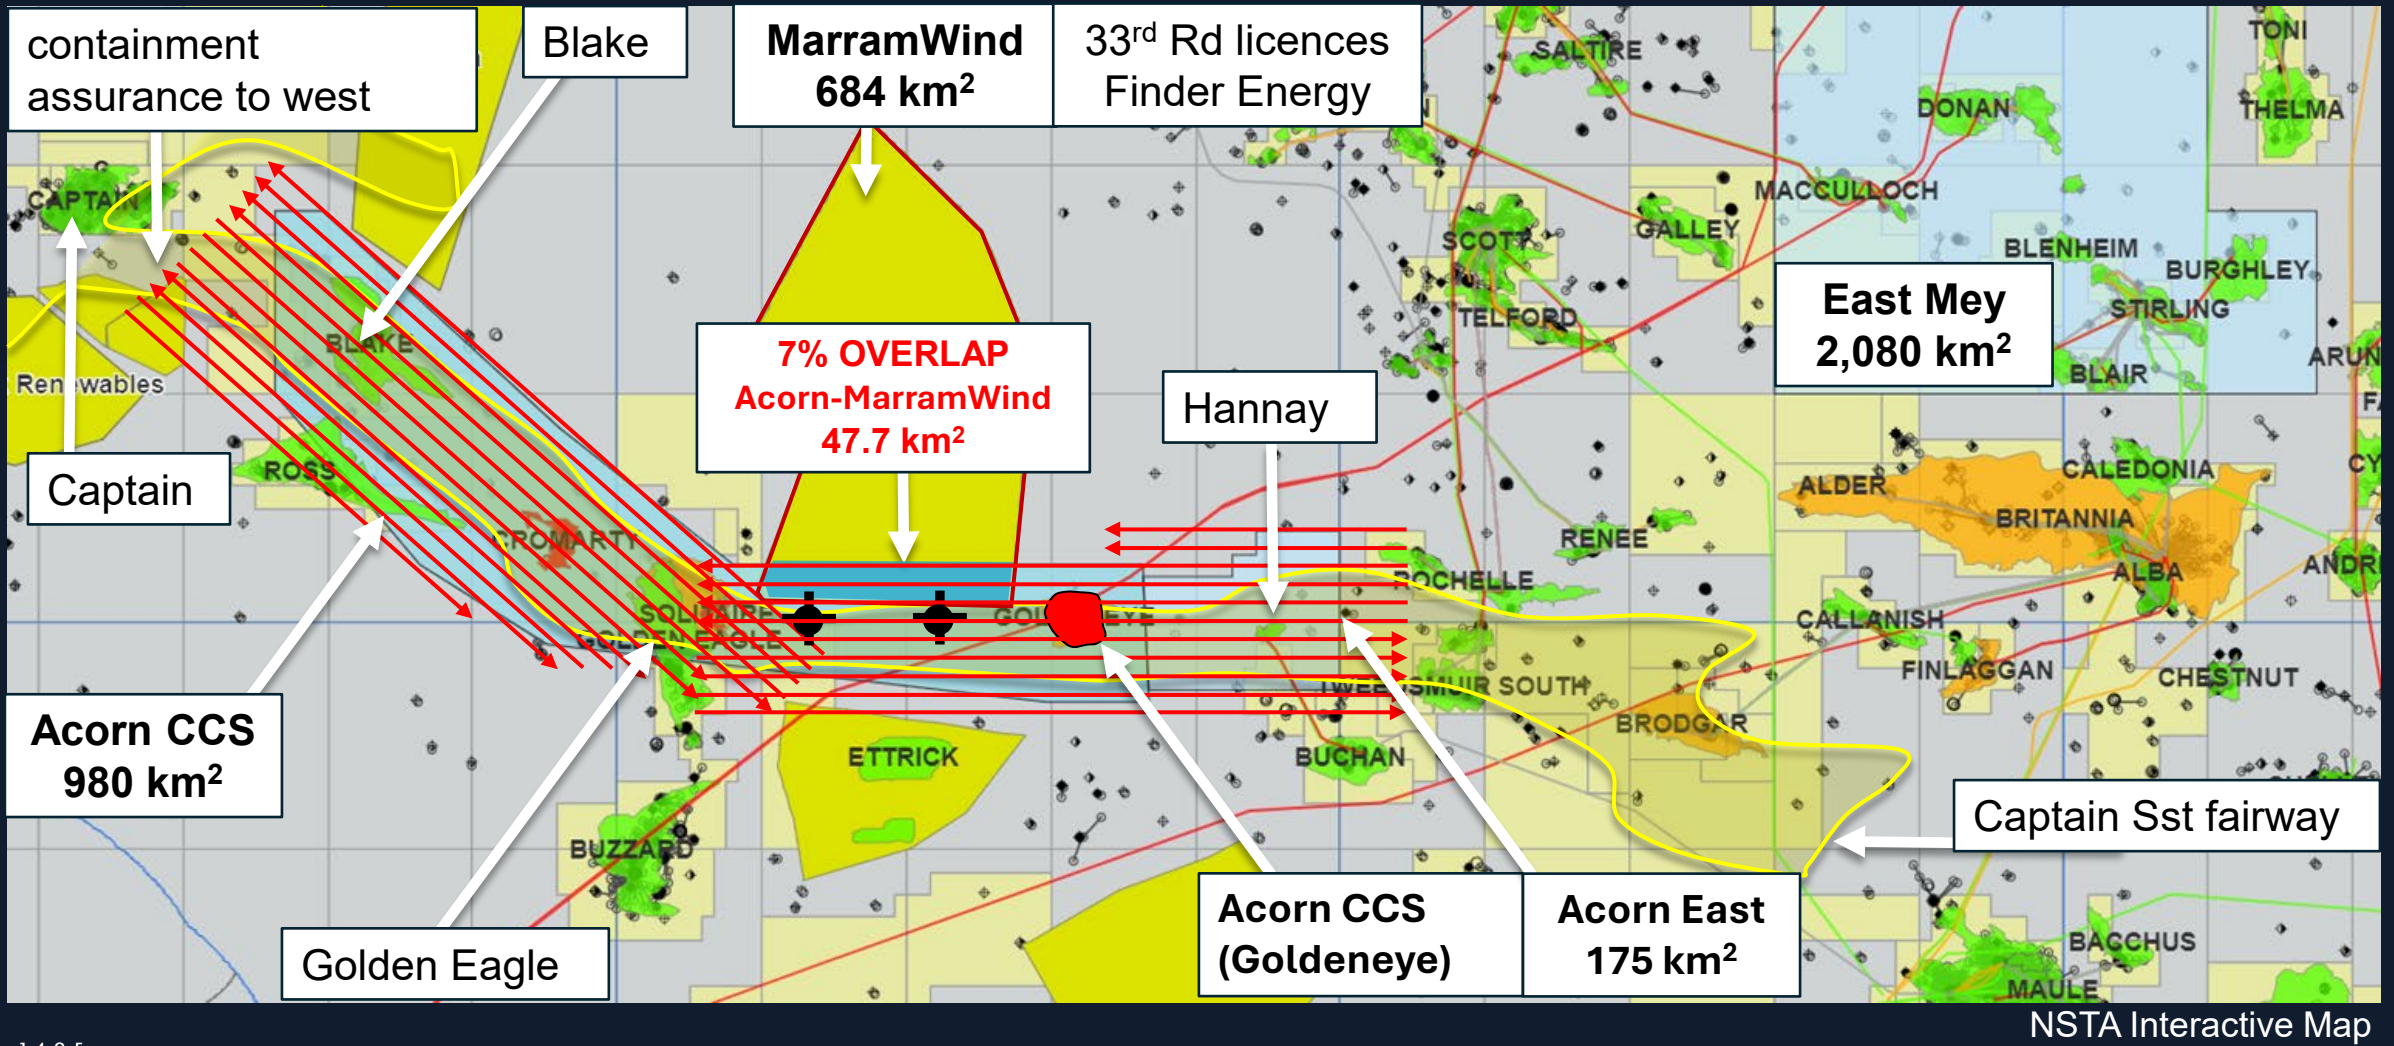 containment
assurance to west
Blake
MarramWind
684 km²
33rd Rd licences
Finder Energy
SALTIRE
DONAN
TONI
THELMA
CAPTAIN
MACCULLOCH
SCOTT
GALLEY
BLENHEIM
BURGHLEY
East Mey
2,080 km²
STIRLING
TELFORD
BLAKE
7% OVERLAP
Acorn-MarramWind
47.7 km²
Renewables
BLAIR
Hannay
Captain
ROSS
ALDER
CALEDONIA
BRITANNIA
CROMARTY
RENEE
ROCHELLE
ALBA
SOLITAIRE
GOLDEN EAGLE
CALLANISH
FINLAGGAN
CHESTNUT
TWEEDSMUIR SOUTH
BRODGAR
Acorn CCS
980 km²
ETTRICK
BUCHAN
Captain Sst fairway
BUZZARD
Golden Eagle
Acorn CCS
(Goldeneye)
Acorn East
175 km²
BACCHUS
MAULE
NSTA Interactive Map